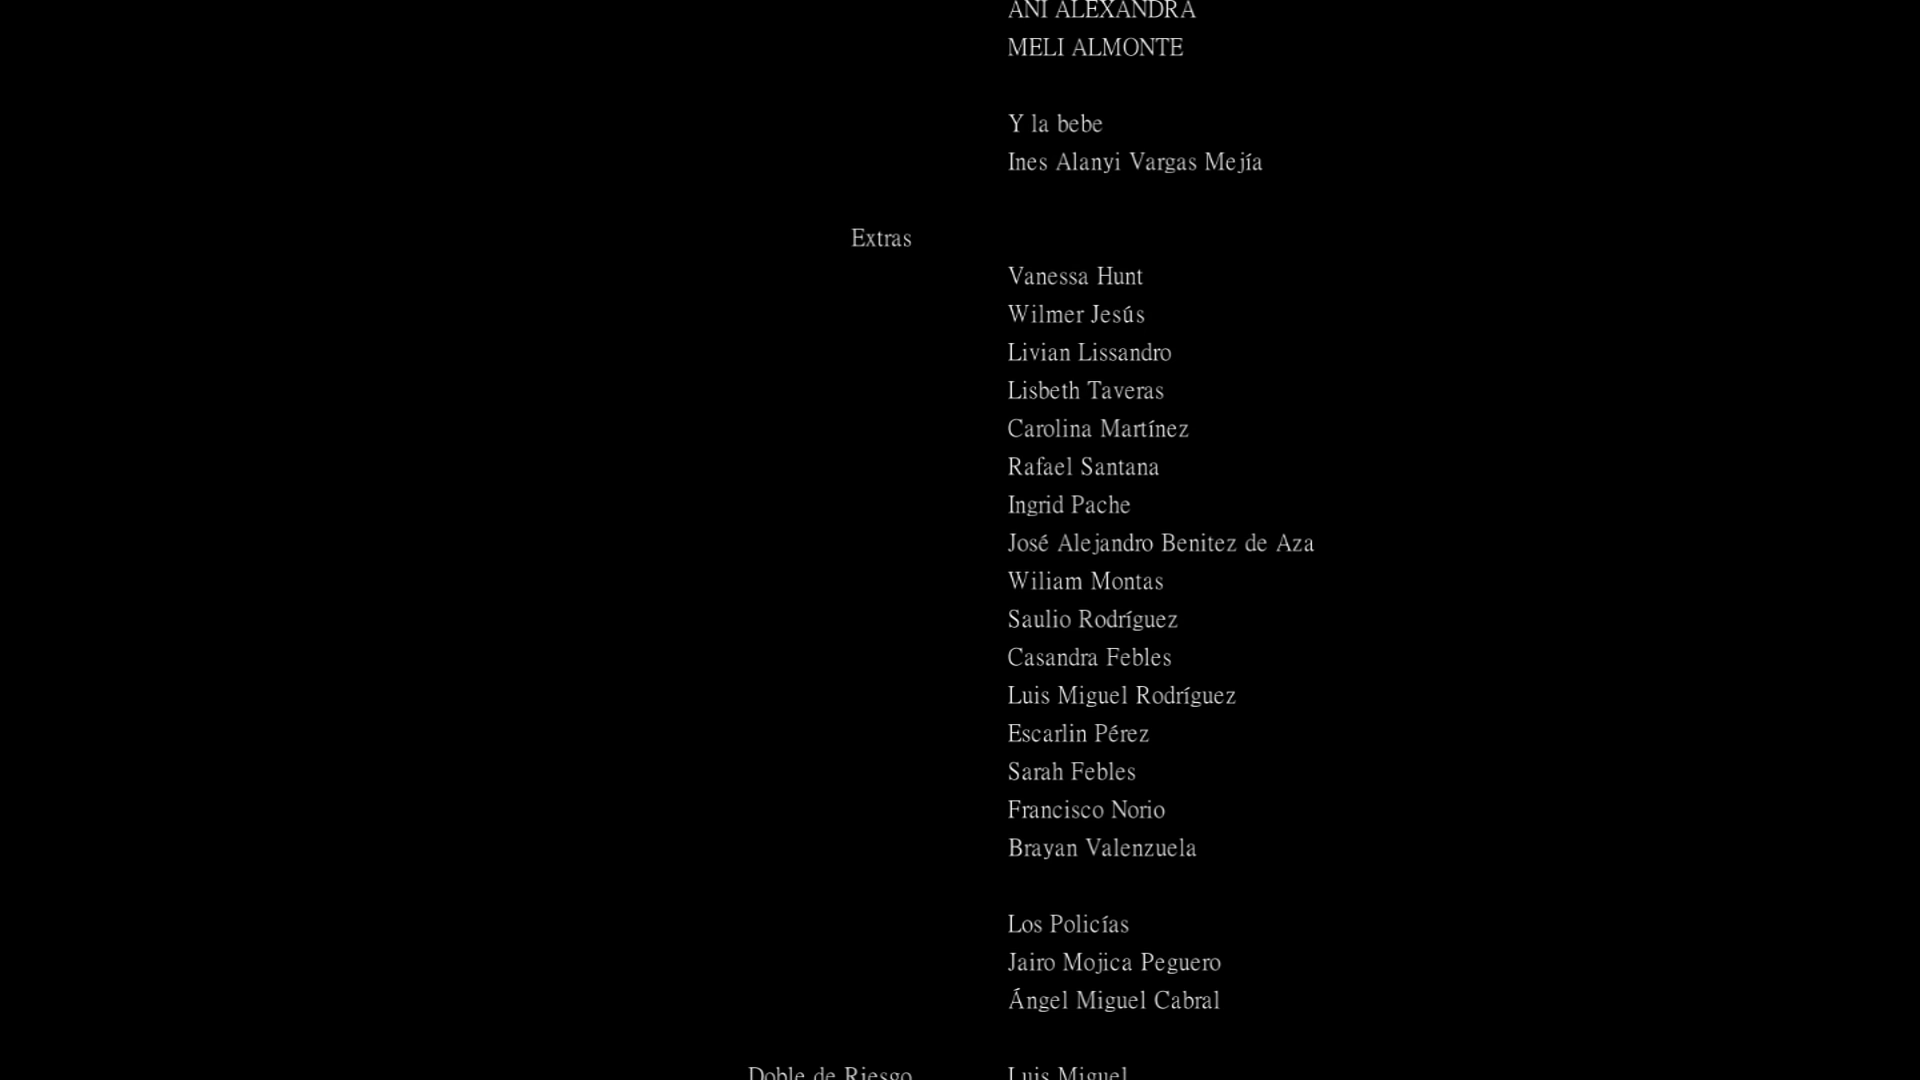 ANI ALEXANDRA
MELI ALMONTE
Y la bebe
Ines Alanyi Vargas Mejía
Extras
Vanessa Hunt
Wilmer Jesús
Livian Lissandro
Lisbeth Taveras
Carolina Martínez
Rafael Santana
Ingrid Pache
José Alejandro Benitez de Aza
Wiliam Montas
Saulio Rodríguez
Casandra Febles
Luis Miguel Rodríguez
Escarlin Pérez
Sarah Febles
Francisco Norio
Brayan Valenzuela
Los Policías
Jairo Mojica Peguero
Ángel Miguel Cabral
Doble de Riesgo Luis Miguel